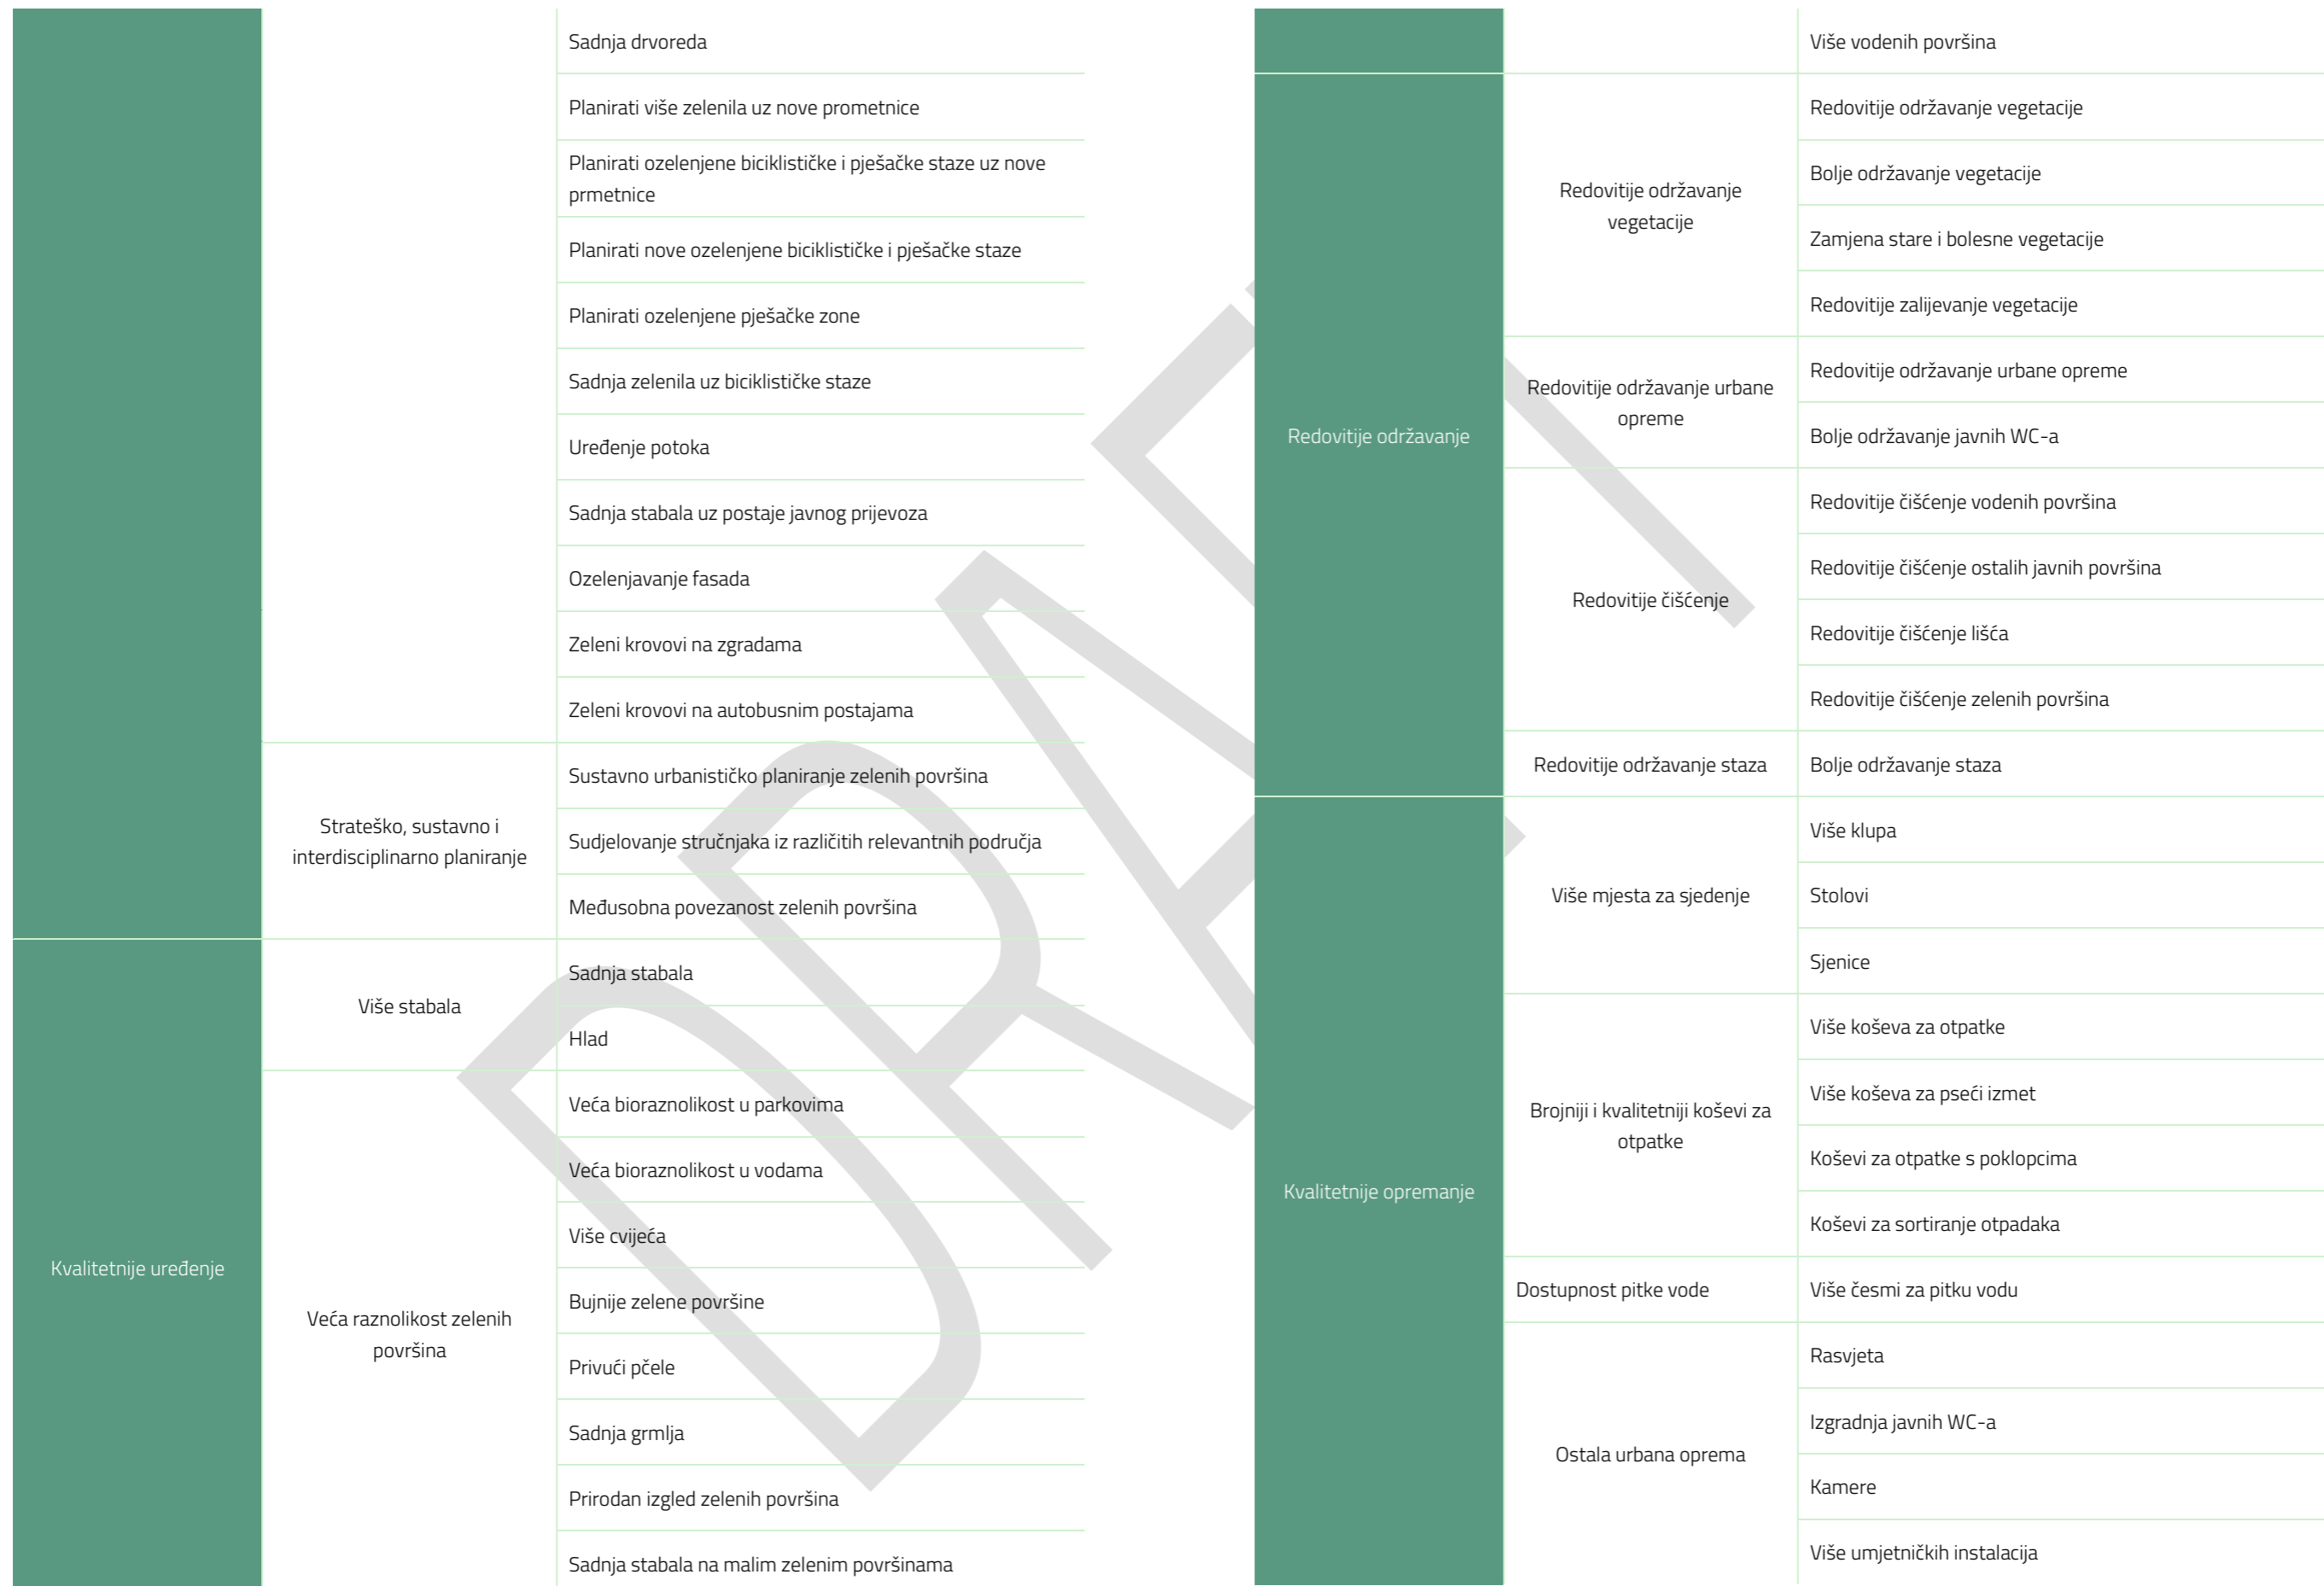 Sadnja drvoreda
Planirati više zelenila uz nove prometnice
Planirati ozelenjene biciklističke i pješačke staze uz nove
prmetnice
Planirati nove ozelenjene biciklističke i pješačke staze
Planirati ozelenjene pješačke zone
Sadnja zelenila uz biciklističke staze
Uređenje potoka
Sadnja stabala uz postaje javnog prijevoza
Ozelenjavanje fasada
Zeleni krovovi na zgradama
Zeleni krovovi na autobusnim postajama
Strateško, sustavno i
interdisciplinarno planiranje
Sustavno urbanističko planiranje zelenih površina
Sudjelovanje stručnjaka iz različitih relevantnih područja
Međusobna povezanost zelenih površina
Kvalitetnije uređenje
Više stabala
Sadnja stabala
Hlad
Veća raznolikost zelenih
površina
Veća bioraznolikost u parkovima
Veća bioraznolikost u vodama
Više cvijeća
Bujnije zelene površine
Privući pčele
Sadnja grmlja
Prirodan izgled zelenih površina
Sadnja stabala na malim zelenim površinama
Više vodenih površina
Redovitije održavanje
Redovitije održavanje
vegetacije
Redovitije održavanje vegetacije
Bolje održavanje vegetacije
Zamjena stare i bolesne vegetacije
Redovitije zalijevanje vegetacije
Redovitije održavanje urbane
opreme
Redovitije održavanje urbane opreme
Bolje održavanje javnih WC-a
Redovitije čišćenje
Redovitije čišćenje vodenih površina
Redovitije čišćenje ostalih javnih površina
Redovitije čišćenje lišća
Redovitije čišćenje zelenih površina
Redovitije održavanje staza
Bolje održavanje staza
Kvalitetnije opremanje
Više mjesta za sjedenje
Više klupa
Stolovi
Sjenice
Brojniji i kvalitetniji koševi za
otpatke
Više koševa za otpatke
Više koševa za pseći izmet
Koševi za otpatke s poklopcima
Koševi za sortiranje otpadaka
Dostupnost pitke vode
Više česmi za pitku vodu
Ostala urbana oprema
Rasvjeta
Izgradnja javnih WC-a
Kamere
Više umjetničkih instalacija
DRAFT